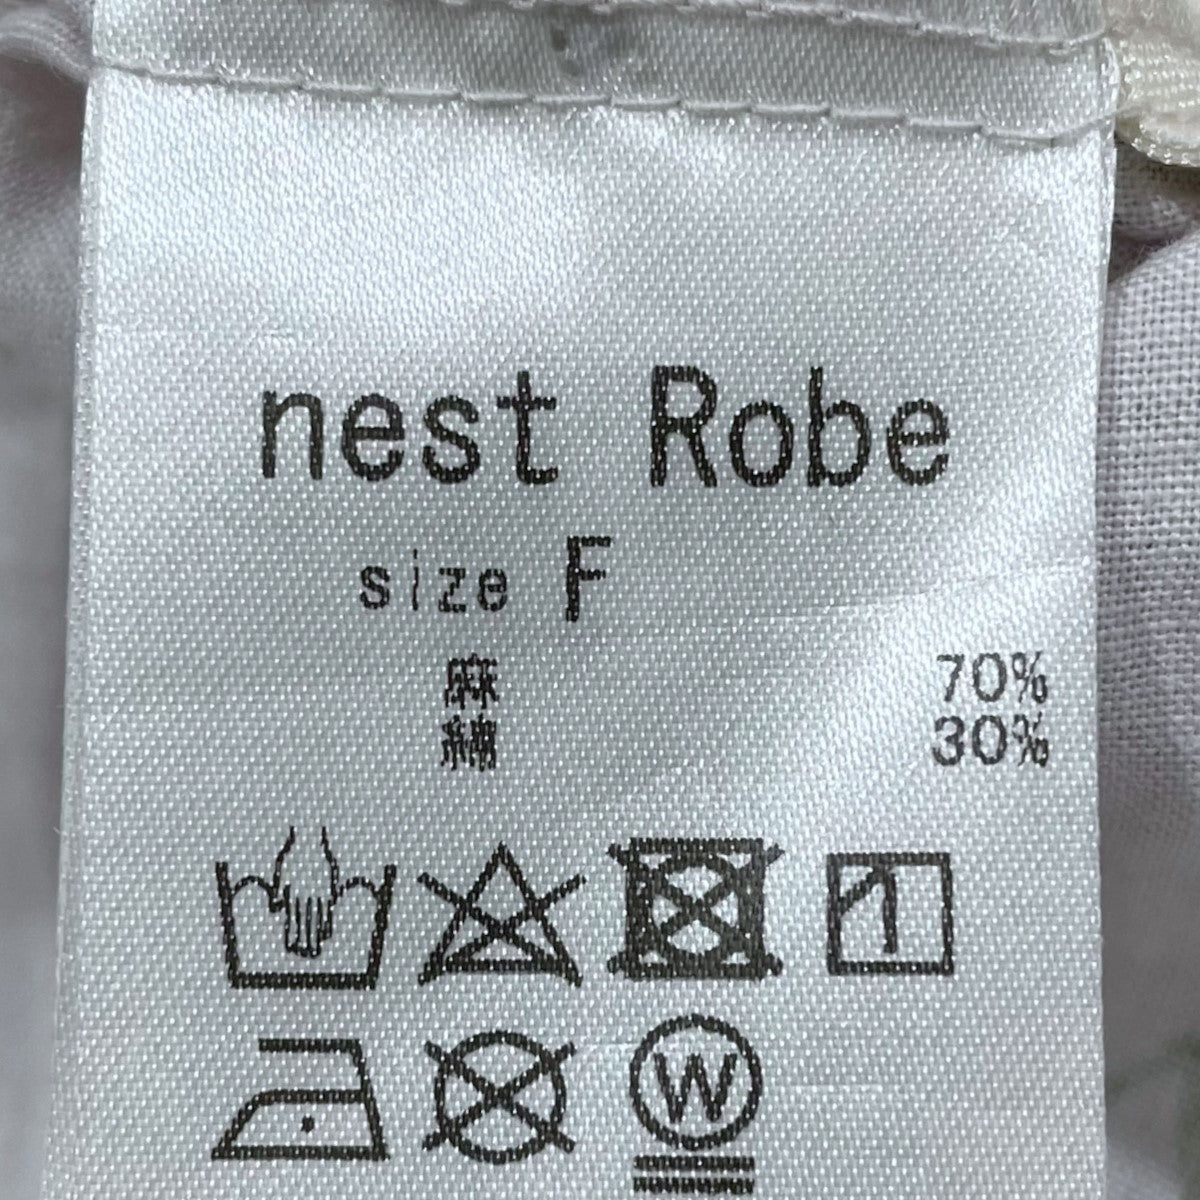 nest Robe
size F
麻 70%
綿 30%
W